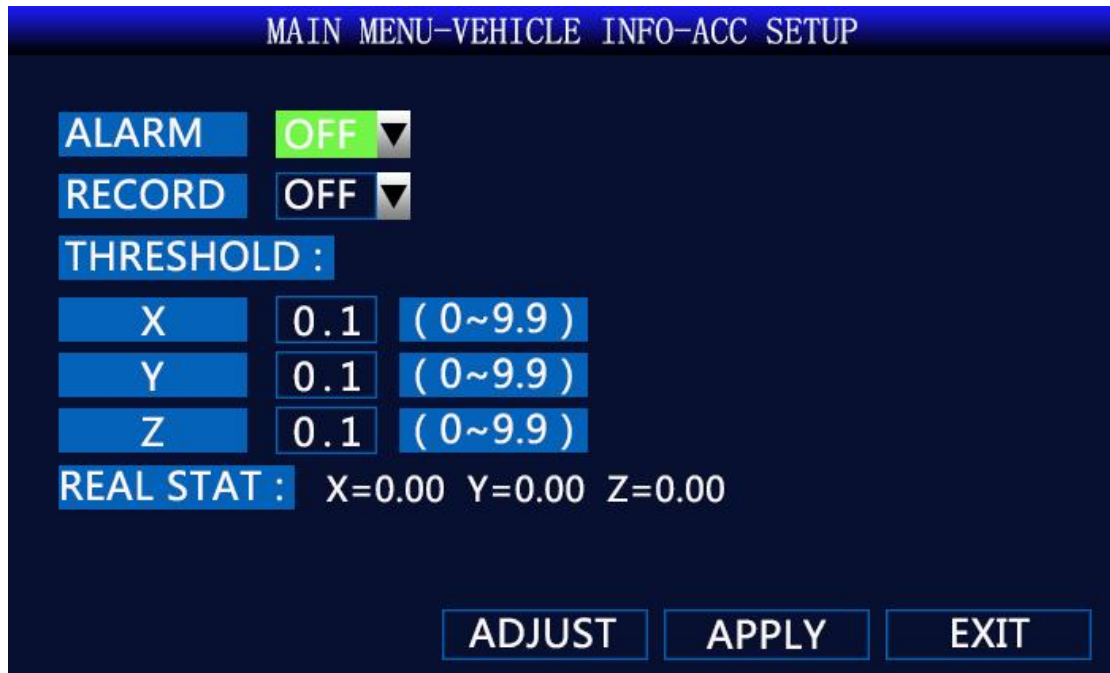 MAIN MENU-VEHICLE INFO-ACC SETUP
ALARM OFF
RECORD OFF
THRESHOLD :
X 0.1 ( 0~9.9 )
Y 0.1 ( 0~9.9 )
Z 0.1 ( 0~9.9 )
REAL STAT : X=0.00 Y=0.00 Z=0.00
ADJUST APPLY EXIT